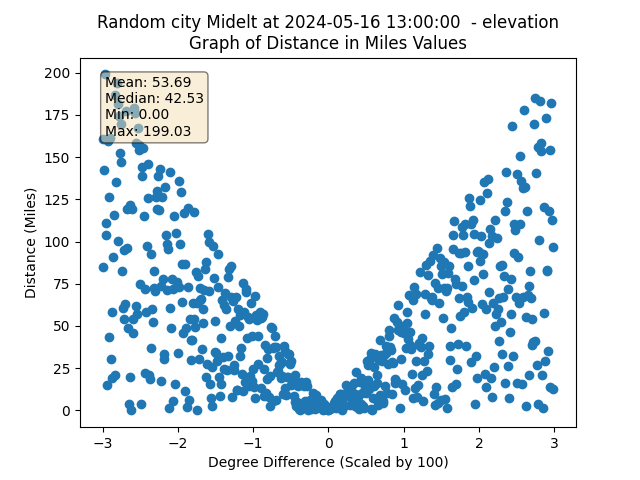 Random city Midelt at 2024-05-16 13:00:00  - elevation
Graph of Distance in Miles Values
Distance (Miles)
200
175
150
125
100
75
50
25
0
Mean: 53.69
Median: 42.53
Min: 0.00
Max: 199.03
−3 −2 −1 0 1 2 3
Degree Difference (Scaled by 100)